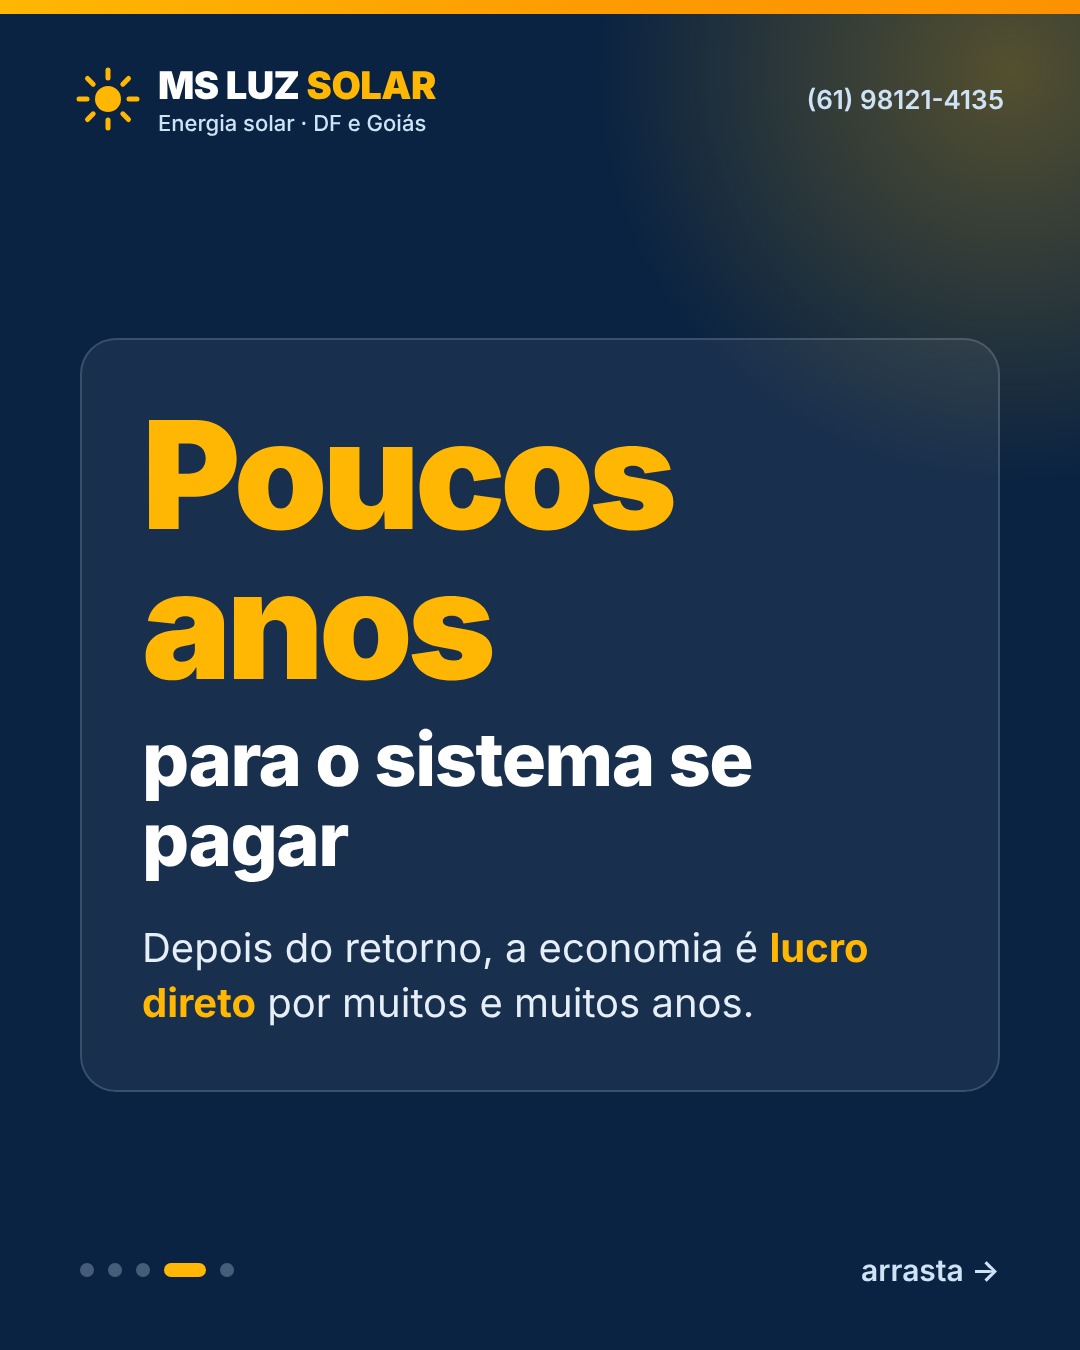 MS LUZ SOLAR
Energia solar · DF e Goiás
(61) 98121-4135
Poucos
anos
para o sistema se
pagar
Depois do retorno, a economia é lucro
direto por muitos e muitos anos.
arrasta →